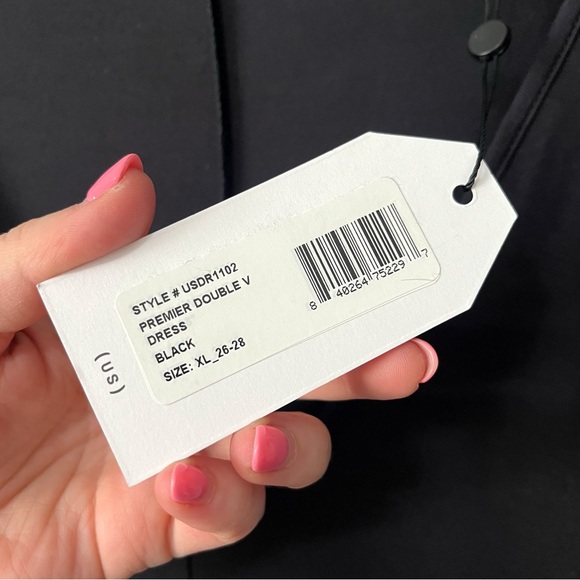 STYLE # USDR1102
PREMIER DOUBLE V
DRESS
BLACK
SIZE: XL_26-28
8 40264 75229 7
(us)